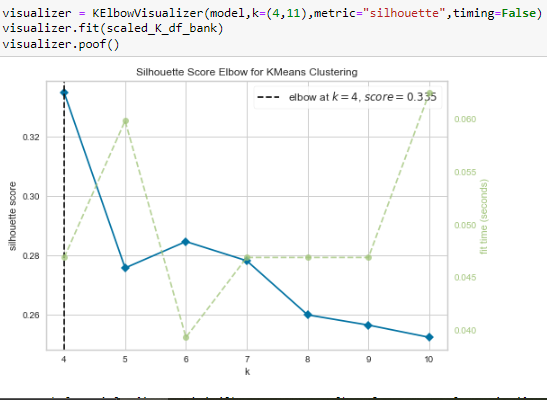 visualizer = KElbowVisualizer(model,k=(4,11),metric="silhouette",timing=False)
visualizer.fit(scaled_K_df_bank)
visualizer.poof()
Silhouette Score Elbow for KMeans Clustering
elbow at k = 4, score = 0.335
silhouette score
0.32
0.30
0.28
0.26
0.060
0.055
0.050
0.045
0.040
fit time (seconds)
4 5 6 7 8 9 10
k